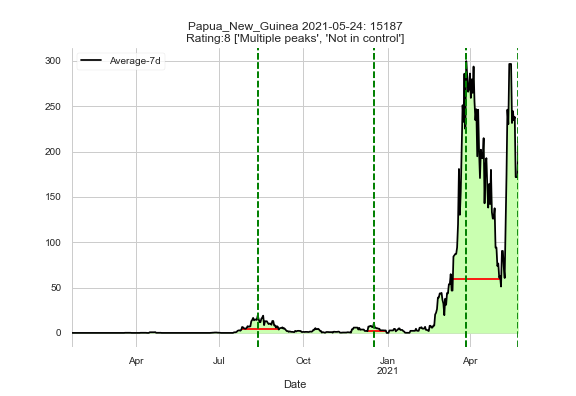 Papua_New_Guinea 2021-05-24: 15187
Rating:8 ['Multiple peaks', 'Not in control']
Average-7d
300
250
200
150
100
50
0
Apr Jul Oct Jan Apr
2021
Date